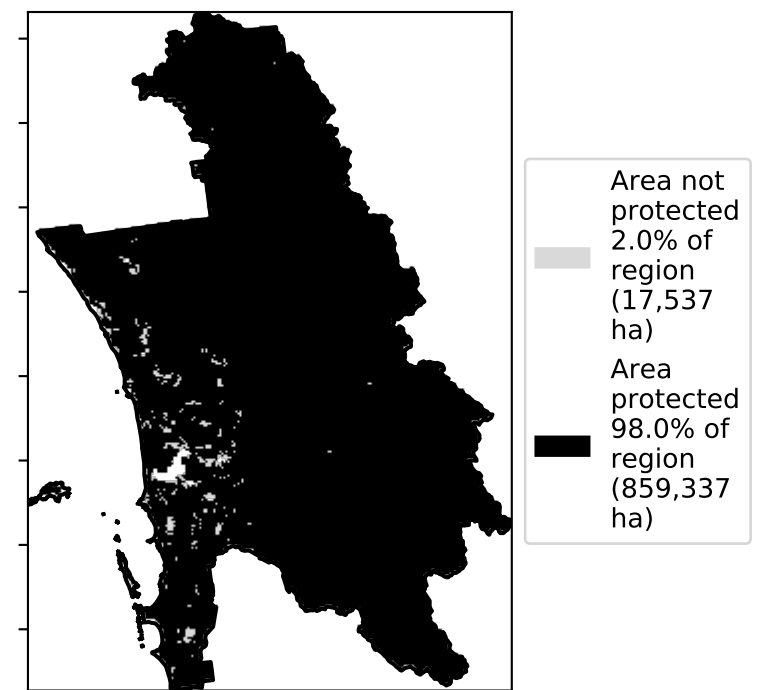 Area not
protected
2.0% of
region
(17,537
ha)
Area
protected
98.0% of
region
(859,337
ha)